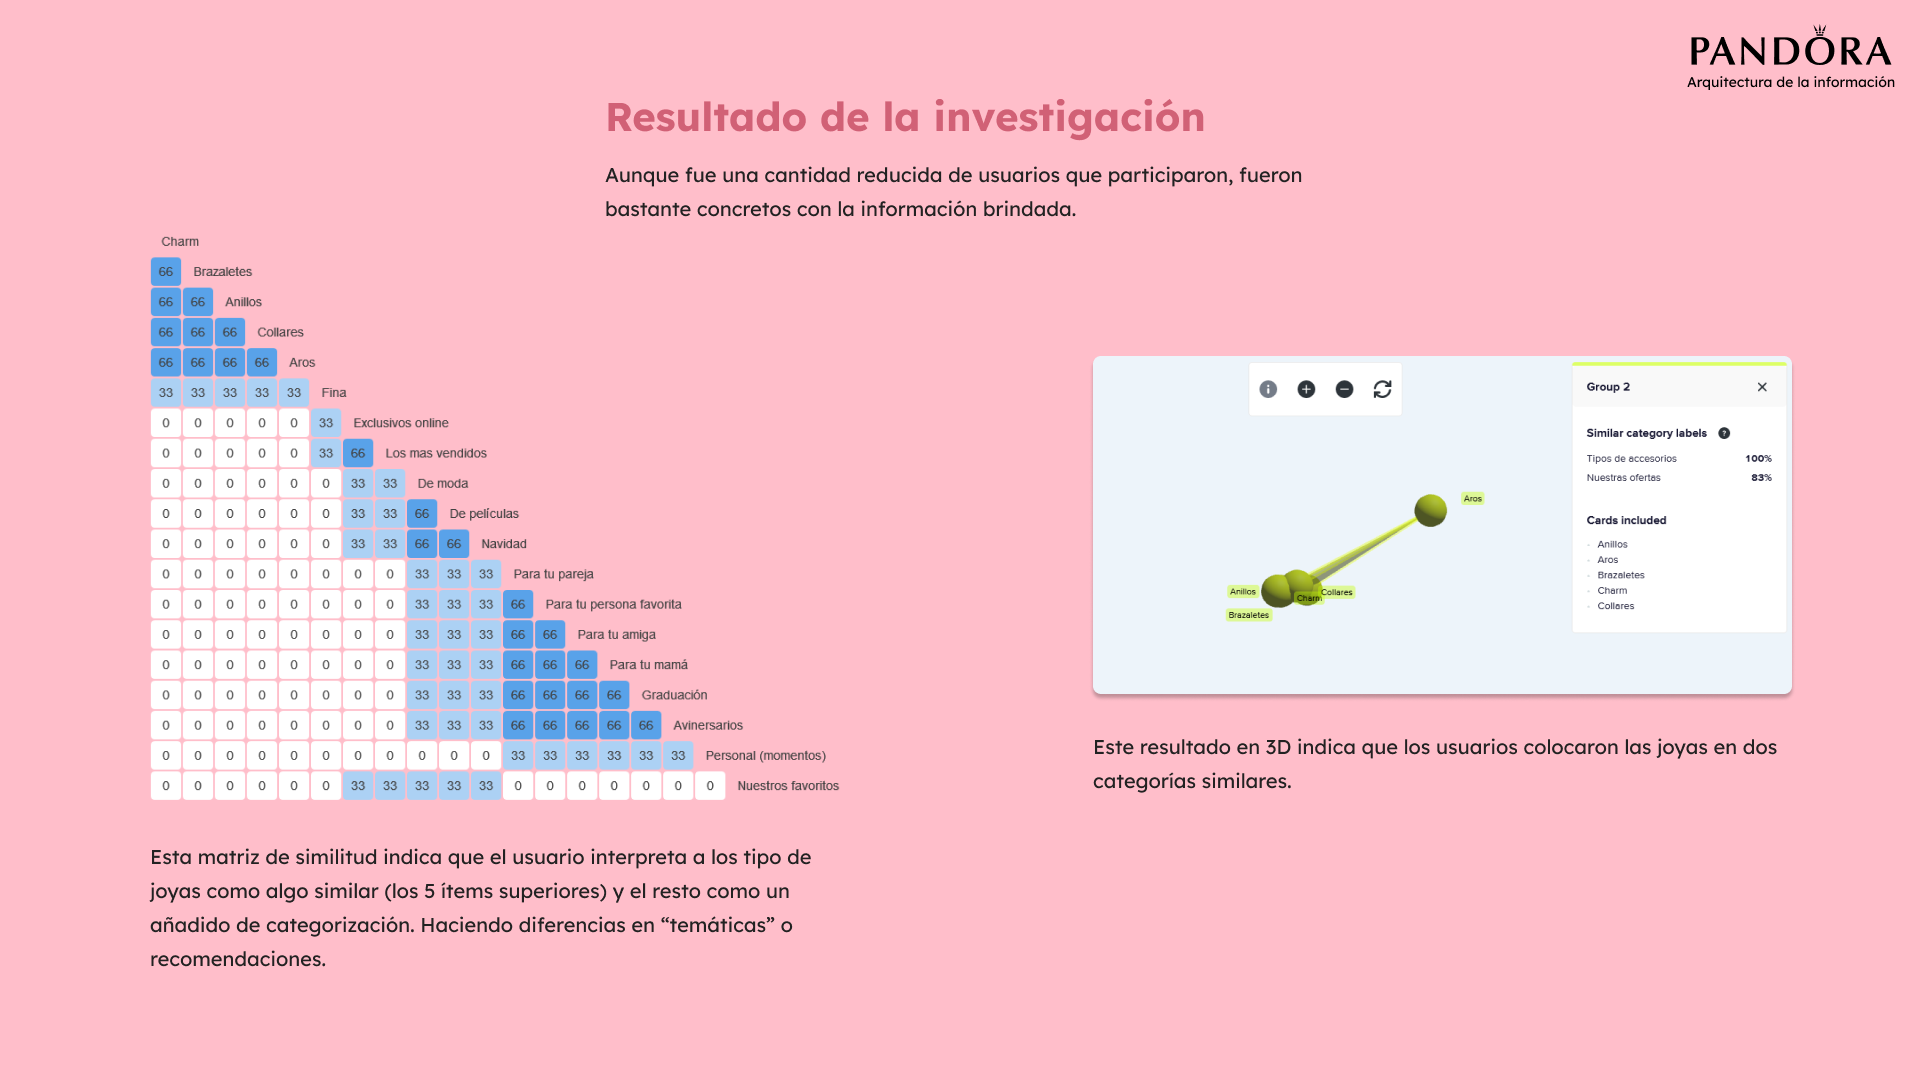 PANDORA
Arquitectura de la información
Resultado de la investigación
Aunque fue una cantidad reducida de usuarios que participaron, fueron
bastante concretos con la información brindada.
Charm
66 Brazaletes
66 66 Anillos
66 66 66 Collares
66 66 66 66 Aros
33 33 33 33 33 Fina
0 0 0 0 0 33 Exclusivos online
0 0 0 0 0 33 66 Los mas vendidos
0 0 0 0 0 0 33 33 De moda
0 0 0 0 0 0 33 33 66 De películas
0 0 0 0 0 0 33 33 66 66 Navidad
0 0 0 0 0 0 0 0 33 33 33 Para tu pareja
0 0 0 0 0 0 0 0 33 33 33 66 Para tu persona favorita
0 0 0 0 0 0 0 0 33 33 33 66 66 Para tu amiga
0 0 0 0 0 0 0 0 33 33 33 66 66 66 Para tu mamá
0 0 0 0 0 0 0 0 33 33 33 66 66 66 66 Graduación
0 0 0 0 0 0 0 0 33 33 33 66 66 66 66 66 Avinersarios
0 0 0 0 0 0 0 0 0 0 0 33 33 33 33 33 33 Personal (momentos)
0 0 0 0 0 0 33 33 33 33 33 0 0 0 0 0 0 0 Nuestros favoritos
Esta matriz de similitud indica que el usuario interpreta a los tipo de
joyas como algo similar (los 5 ítems superiores) y el resto como un
añadido de categorización. Haciendo diferencias en “temáticas” o
recomendaciones.
Group 2
Similar category labels
Tipos de accesorios 100%
Nuestras ofertas 83%
Cards included
Anillos
Aros
Brazaletes
Charm
Collares
Aros
Anillos
Charm
Collares
Brazaletes
Este resultado en 3D indica que los usuarios colocaron las joyas en dos
categorías similares.